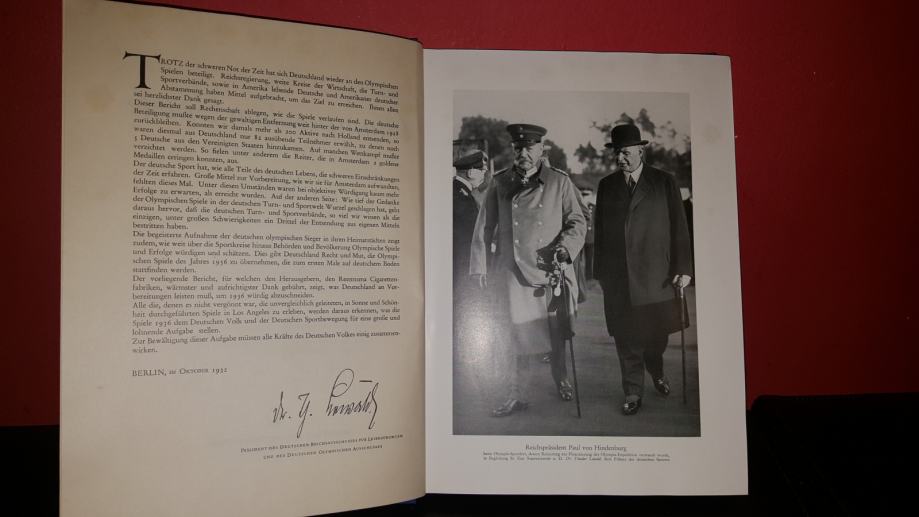 TROTZ der schweren Not der Zeit hat sich Deutschland wieder an den Olympischen
Spielen beteiligt. Reichsregierung, weite Kreise der Wirtschaft, die Turn- und
Sportverbände, sowie in Amerika lebende Deutsche und Amerikaner deutscher
Abstammung haben Mittel aufgebracht, um das Ziel zu erreichen. Ihnen allen
sei herzlichster Dank gesagt.
Dieser Bericht soll Rechenschaft ablegen, wie die Spiele verlaufen sind. Die deutsche
Beteiligung mußte wegen der gewaltigen Entfernung weit hinter der von Amsterdam 1928
zurückbleiben. Konnten wir damals mehr als 200 Aktive nach Holland entsenden, so
waren diesmal aus Deutschland nur 82 ausübende Teilnehmer erwählt, zu denen noch
5 Deutsche aus den Vereinigten Staaten hinzukamen. Auf manchen Wettkampf mußte
verzichtet werden. So fielen unter anderem die Reiter, die in Amsterdam 2 goldene
Medaillen erringen konnten, aus.
Der deutsche Sport hat, wie alle Teile des deutschen Lebens, die schweren Einschränkungen
der Zeit erfahren. Große Mittel zur Vorbereitung, wie wir sie für Amsterdam aufwandten,
fehlten dieses Mal. Unter diesen Umständen waren bei objektiver Würdigung kaum mehr
Erfolge zu erwarten, als erreicht wurden. Auf der anderen Seite: Wie tief der Gedanke
der Olympischen Spiele in der deutschen Turn- und Sportwelt Wurzel geschlagen hat, geht
daraus hervor, daß die deutschen Turn- und Sportverbände, so viel wir wissen als die
einzigen, unter großen Schwierigkeiten ein Drittel der Entsendung aus eigenen Mitteln
bestritten haben.
Die begeisterte Aufnahme der deutschen olympischen Sieger in ihren Heimatstädten zeigt
zudem, wie weit über die Sportkreise hinaus Behörden und Bevölkerung Olympische Spiele
und Erfolge würdigen und schätzen. Dies gibt Deutschland Recht und Mut, die Olympi-
schen Spiele des Jahres 1936 zu übernehmen, die zum ersten Male auf deutschem Boden
stattfinden werden.
Der vorliegende Bericht, für welchen den Herausgebern, den Reemtsma Cigaretten-
fabriken, wärmster und aufrichtigster Dank gebührt, zeigt, was Deutschland an Vor-
bereitungen leisten muß, um 1936 würdig abzuschneiden.
Alle die, denen es nicht vergönnt war, die unvergleichlich geleiteten, in Sonne und Schön-
heit durchgeführten Spiele in Los Angeles zu erleben, werden daraus erkennen, was die
Spiele 1936 dem Deutschen Volk und der Deutschen Sportbewegung für eine große und
lohnende Aufgabe stellen.
Zur Bewältigung dieser Aufgabe müssen alle Kräfte des Deutschen Volkes einig zusammen-
wirken.
BERLIN, im OKTOBER 1932
PRÄSIDENT DES DEUTSCHEN REICHSAUSSCHUSSES FÜR LEIBESÜBUNGEN
UND DES DEUTSCHEN OLYMPISCHEN AUSSCHUSSES
Reichspräsident Paul von Hindenburg